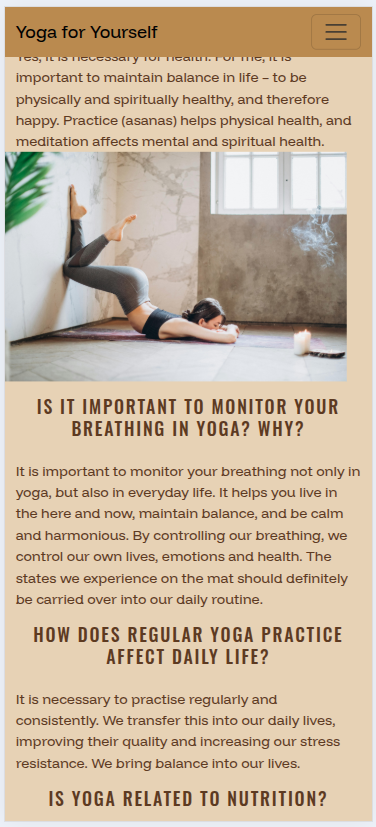 Yoga for Yourself
Yes, it is necessary for health. For me, it is
important to maintain balance in life – to be
physically and spiritually healthy, and therefore
happy. Practice (asanas) helps physical health, and
meditation affects mental and spiritual health.
IS IT IMPORTANT TO MONITOR YOUR
BREATHING IN YOGA? WHY?
It is important to monitor your breathing not only in
yoga, but also in everyday life. It helps you live in
the here and now, maintain balance, and be calm
and harmonious. By controlling our breathing, we
control our own lives, emotions and health. The
states we experience on the mat should definitely
be carried over into our daily routine.
HOW DOES REGULAR YOGA PRACTICE
AFFECT DAILY LIFE?
It is necessary to practise regularly and
consistently. We transfer this into our daily lives,
improving their quality and increasing our stress
resistance. We bring balance into our lives.
IS YOGA RELATED TO NUTRITION?